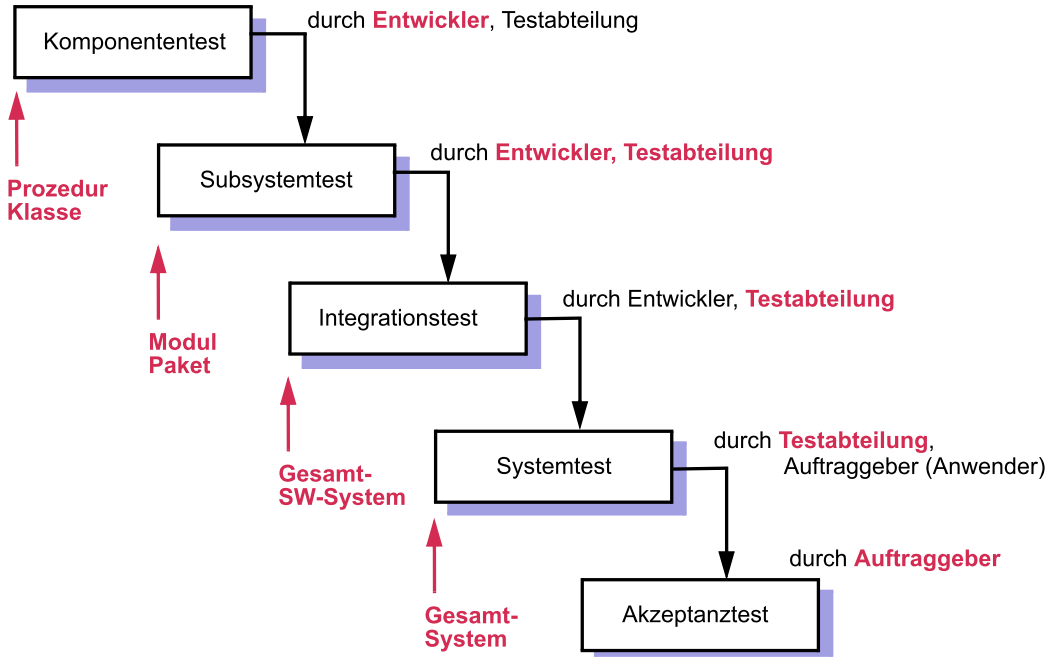 durch Entwickler, Testabteilung
Komponententest
durch Entwickler, Testabteilung
Subsystemtest
Prozedur
Klasse
durch Entwickler, Testabteilung
Integrationstest
Modul
Paket
durch Testabteilung,
Auftraggeber (Anwender)
Systemtest
Gesamt-
SW-System
durch Auftraggeber
Akzeptanztest
Gesamt-
System